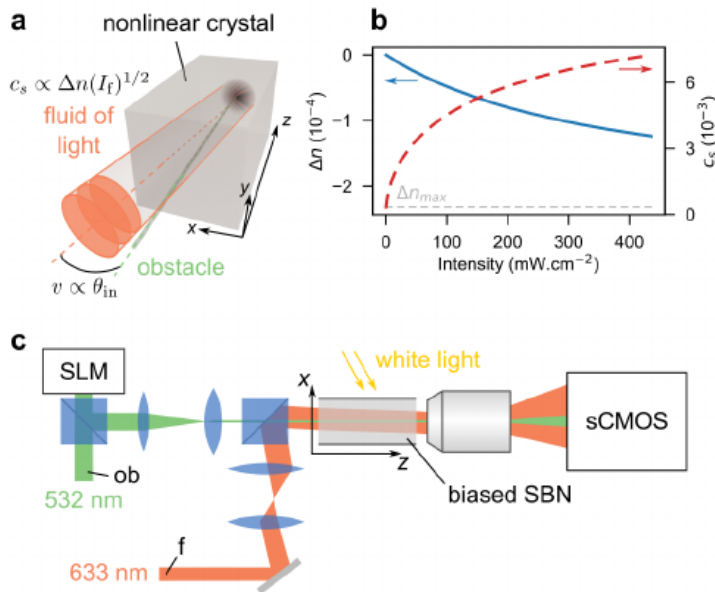 a
nonlinear crystal
c_s ∝ Δn(I_f)^{1/2}
fluid of light
z
y
x
obstacle
v ∝ θ_in
b
0
−1
−2
Δn (10⁻⁴)
Δn_max
6
3
0
c_s (10⁻³)
0 100 200 300 400
Intensity (mW.cm⁻²)
c
SLM
white light
x
z
sCMOS
ob
532 nm
biased SBN
f
633 nm